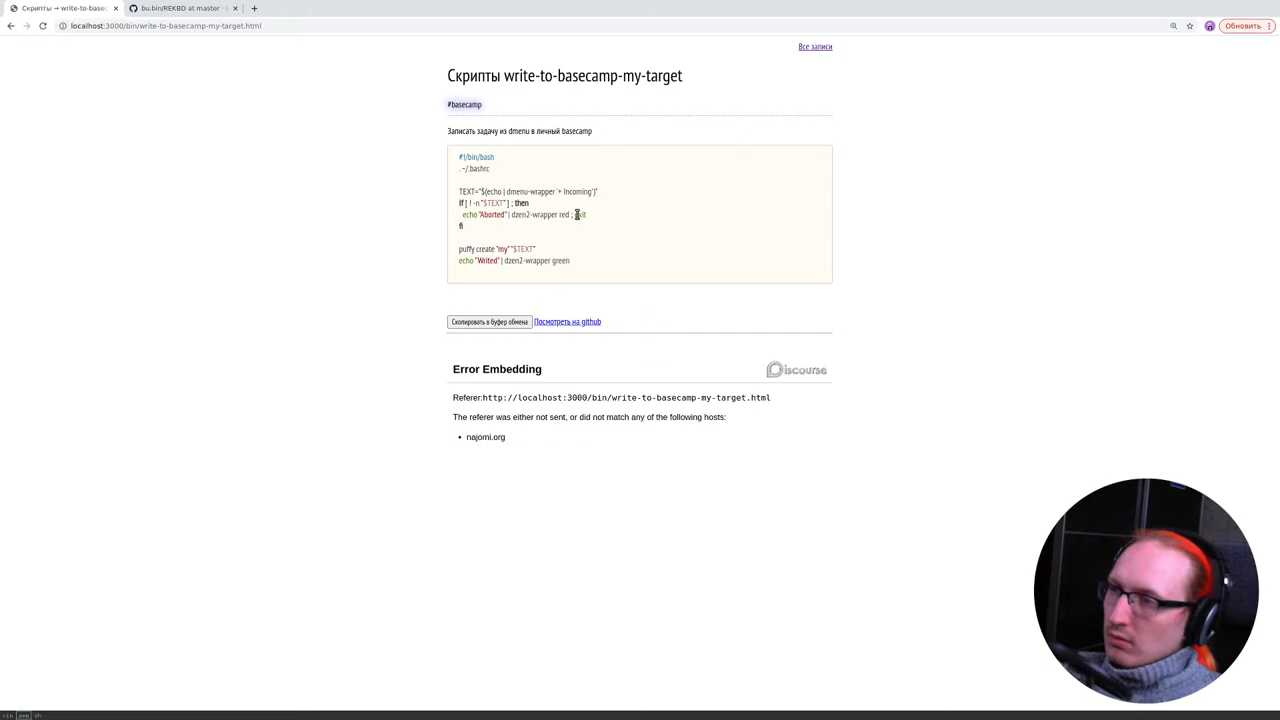 Скрипты → write-to-basec
bu.bin/REKBD at master ·
localhost:3000/bin/write-to-basecamp-my-target.html
Обновить
Все записи
Скрипты write-to-basecamp-my-target
#basecamp
Записать задачу из dmenu в личный basecamp
#!/bin/bash
. ~/.bashrc
TEXT="$(echo | dmenu-wrapper '+ Incoming')"
if [ ! -n "$TEXT" ] ; then
echo "Aborted" | dzen2-wrapper red ; exit
fi
puffy create "my" "$TEXT"
echo "Writed" | dzen2-wrapper green
Скопировать в буфер обмена Посмотреть на github
Error Embedding
Discourse
Referer:http://localhost:3000/bin/write-to-basecamp-my-target.html
The referer was either not sent, or did not match any of the following hosts:
• najomi.org